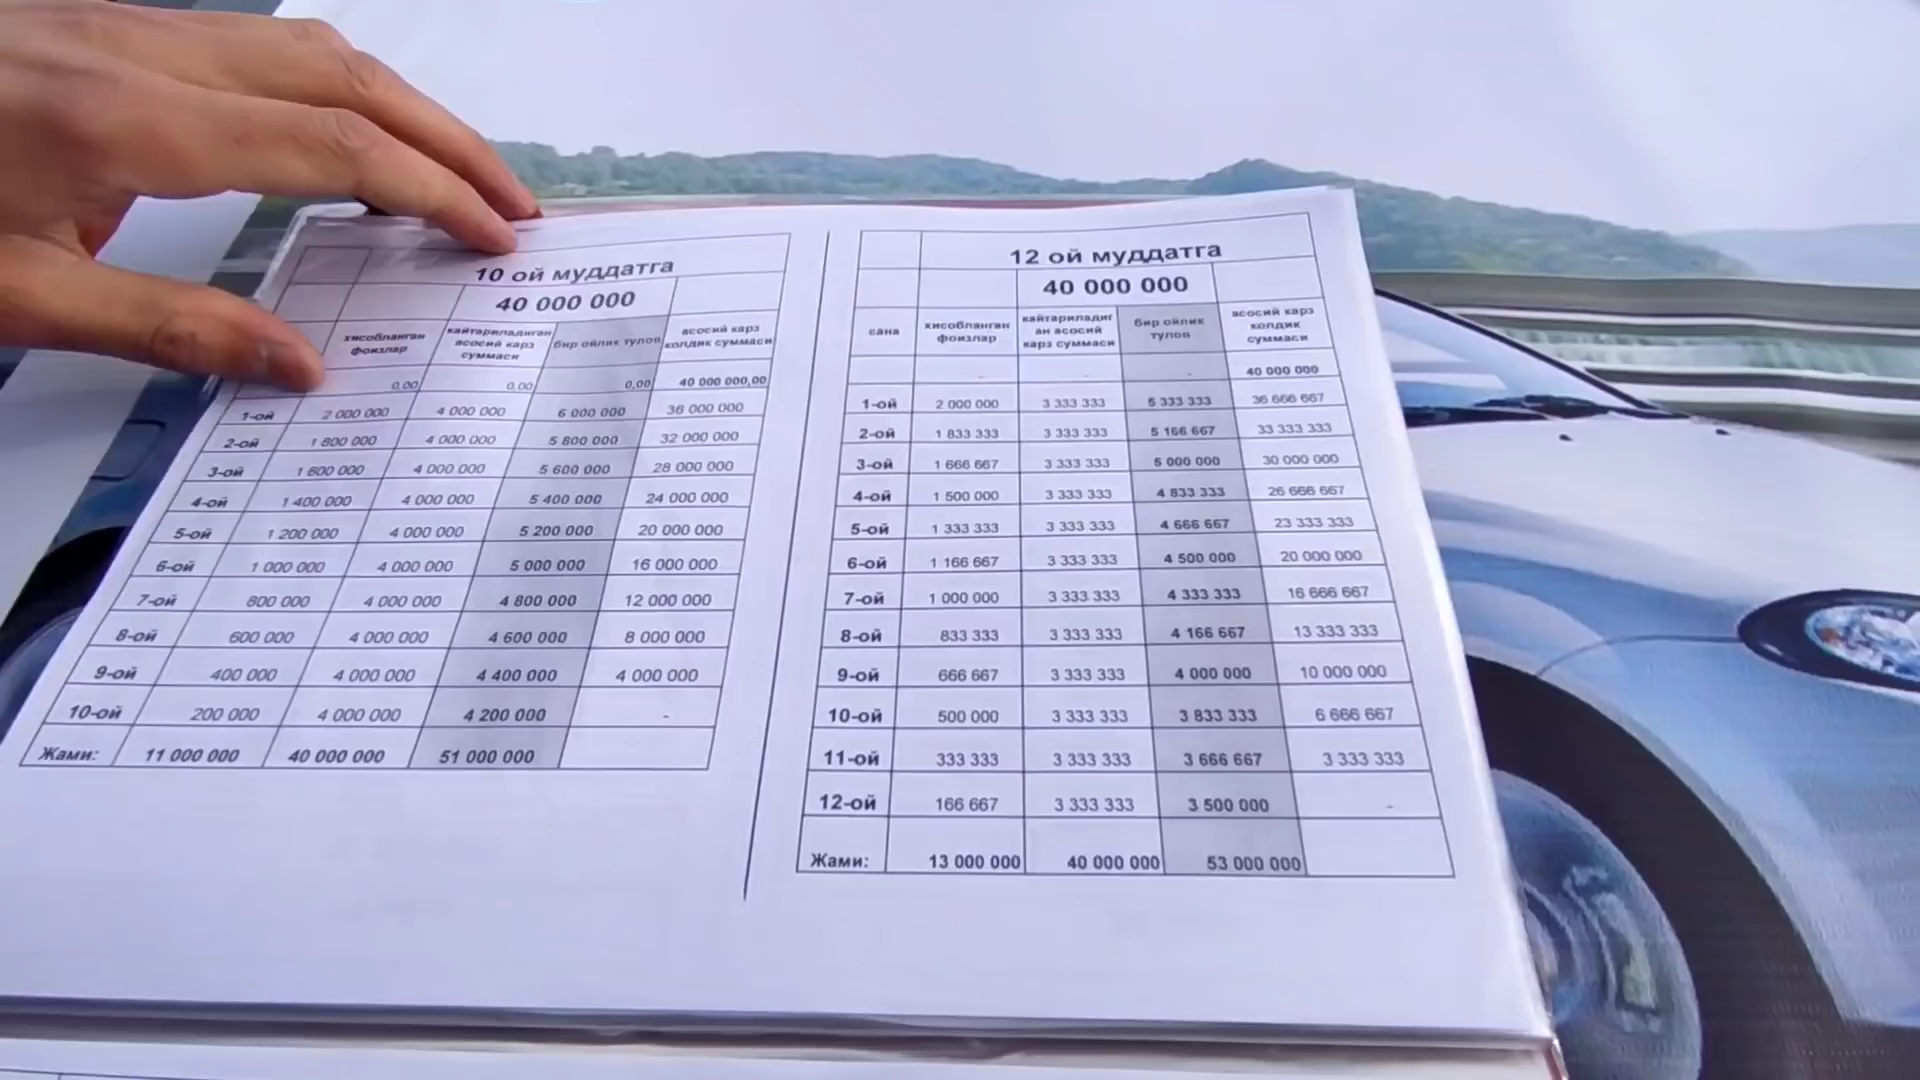 10 ой муддатга
40 000 000
хисобланган фоизлар
кайтариладиган асосий карз суммаси
бир ойлик тулов
асосий карз колдик суммаси
0,00 0,00 0,00 40 000 000,00
1-ой 2 000 000 4 000 000 6 000 000 36 000 000
2-ой 1 800 000 4 000 000 5 800 000 32 000 000
3-ой 1 600 000 4 000 000 5 600 000 28 000 000
4-ой 1 400 000 4 000 000 5 400 000 24 000 000
5-ой 1 200 000 4 000 000 5 200 000 20 000 000
6-ой 1 000 000 4 000 000 5 000 000 16 000 000
7-ой 800 000 4 000 000 4 800 000 12 000 000
8-ой 600 000 4 000 000 4 600 000 8 000 000
9-ой 400 000 4 000 000 4 400 000 4 000 000
10-ой 200 000 4 000 000 4 200 000 -
Жами: 11 000 000 40 000 000 51 000 000
12 ой муддатга
40 000 000
сана
хисобланган фоизлар
кайтариладиг ан асосий карз суммаси
бир ойлик тулов
асосий карз колдик суммаси
- - - 40 000 000
1-ой 2 000 000 3 333 333 5 333 333 36 666 667
2-ой 1 833 333 3 333 333 5 166 667 33 333 333
3-ой 1 666 667 3 333 333 5 000 000 30 000 000
4-ой 1 500 000 3 333 333 4 833 333 26 666 667
5-ой 1 333 333 3 333 333 4 666 667 23 333 333
6-ой 1 166 667 3 333 333 4 500 000 20 000 000
7-ой 1 000 000 3 333 333 4 333 333 16 666 667
8-ой 833 333 3 333 333 4 166 667 13 333 333
9-ой 666 667 3 333 333 4 000 000 10 000 000
10-ой 500 000 3 333 333 3 833 333 6 666 667
11-ой 333 333 3 333 333 3 666 667 3 333 333
12-ой 166 667 3 333 333 3 500 000 -
Жами: 13 000 000 40 000 000 53 000 000